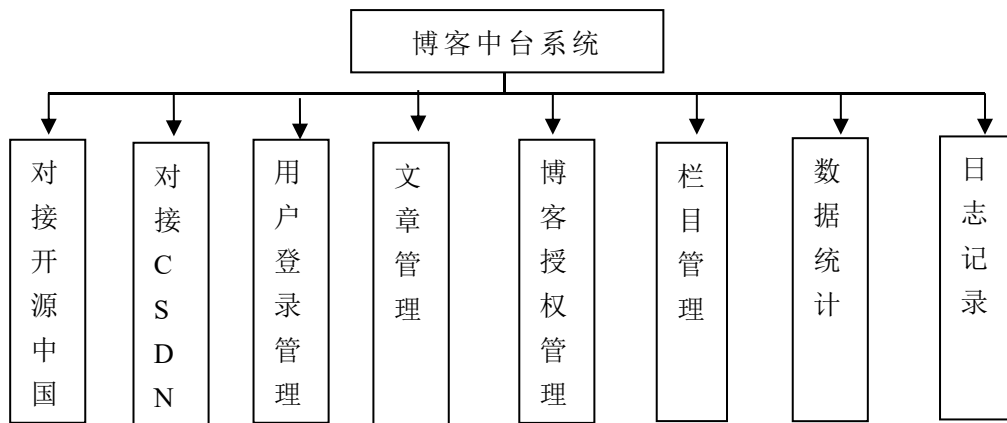 博客中台系统
对接开源中国
对接CSDN
用户登录管理
文章管理
博客授权管理
栏目管理
数据统计
日志记录